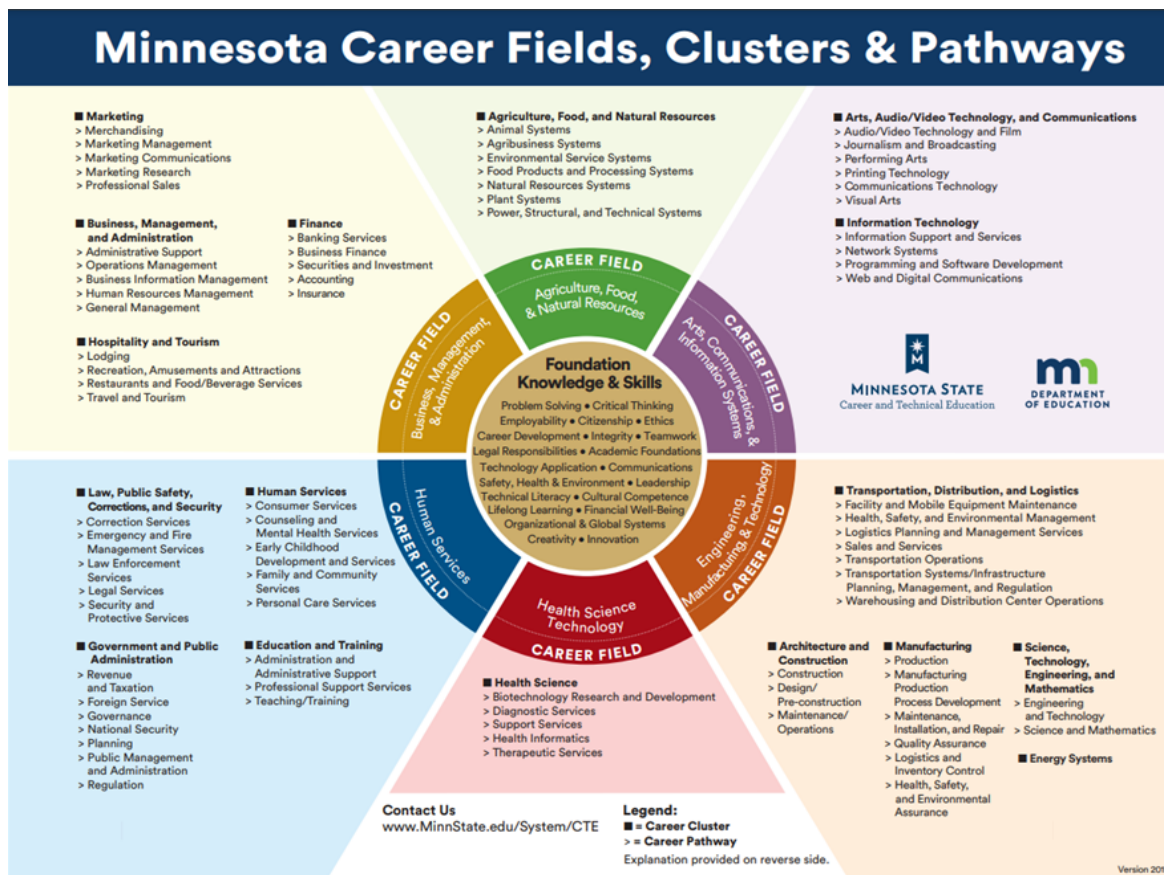 Minnesota Career Fields, Clusters & Pathways
■ Marketing
> Merchandising
> Marketing Management
> Marketing Communications
> Marketing Research
> Professional Sales
■ Business, Management,
and Administration
> Administrative Support
> Operations Management
> Business Information Management
> Human Resources Management
> General Management
■ Finance
> Banking Services
> Business Finance
> Securities and Investment
> Accounting
> Insurance
■ Hospitality and Tourism
> Lodging
> Recreation, Amusements and Attractions
> Restaurants and Food/Beverage Services
> Travel and Tourism
■ Agriculture, Food, and Natural Resources
> Animal Systems
> Agribusiness Systems
> Environmental Service Systems
> Food Products and Processing Systems
> Natural Resources Systems
> Plant Systems
> Power, Structural, and Technical Systems
■ Arts, Audio/Video Technology, and Communications
> Audio/Video Technology and Film
> Journalism and Broadcasting
> Performing Arts
> Printing Technology
> Communications Technology
> Visual Arts
■ Information Technology
> Information Support and Services
> Network Systems
> Programming and Software Development
> Web and Digital Communications
MINNESOTA STATE
Career and Technical Education
mn
DEPARTMENT
OF EDUCATION
CAREER FIELD
Agriculture, Food,
& Natural Resources
CAREER FIELD
Arts, Communications, &
Information Systems
CAREER FIELD
Business, Management,
& Administration
Foundation
Knowledge & Skills
Problem Solving • Critical Thinking
Employability • Citizenship • Ethics
Career Development • Integrity • Teamwork
Legal Responsibilities • Academic Foundations
Technology Application • Communications
Safety, Health & Environment • Leadership
Technical Literacy • Cultural Competence
Lifelong Learning • Financial Well-Being
Organizational & Global Systems
Creativity • Innovation
Human Services
CAREER FIELD
Engineering,
Manufacturing, & Technology
CAREER FIELD
Health Science
Technology
CAREER FIELD
■ Law, Public Safety,
Corrections, and Security
> Correction Services
> Emergency and Fire
Management Services
> Law Enforcement
Services
> Legal Services
> Security and
Protective Services
■ Human Services
> Consumer Services
> Counseling and
Mental Health Services
> Early Childhood
Development and Services
> Family and Community
Services
> Personal Care Services
■ Government and Public
Administration
> Revenue
and Taxation
> Foreign Service
> Governance
> National Security
> Planning
> Public Management
and Administration
> Regulation
■ Education and Training
> Administration and
Administrative Support
> Professional Support Services
> Teaching/Training
■ Health Science
> Biotechnology Research and Development
> Diagnostic Services
> Support Services
> Health Informatics
> Therapeutic Services
■ Transportation, Distribution, and Logistics
> Facility and Mobile Equipment Maintenance
> Health, Safety, and Environmental Management
> Logistics Planning and Management Services
> Sales and Services
> Transportation Operations
> Transportation Systems/Infrastructure
Planning, Management, and Regulation
> Warehousing and Distribution Center Operations
■ Architecture and
Construction
> Construction
> Design/
Pre-construction
> Maintenance/
Operations
■ Manufacturing
> Production
> Manufacturing
Production
Process Development
> Maintenance,
Installation, and Repair
> Quality Assurance
> Logistics and
Inventory Control
> Health, Safety,
and Environmental
Assurance
■ Science,
Technology,
Engineering, and
Mathematics
> Engineering
and Technology
> Science and Mathematics
■ Energy Systems
Contact Us
www.MinnState.edu/System/CTE
Legend:
■ = Career Cluster
> = Career Pathway
Explanation provided on reverse side.
Version 201